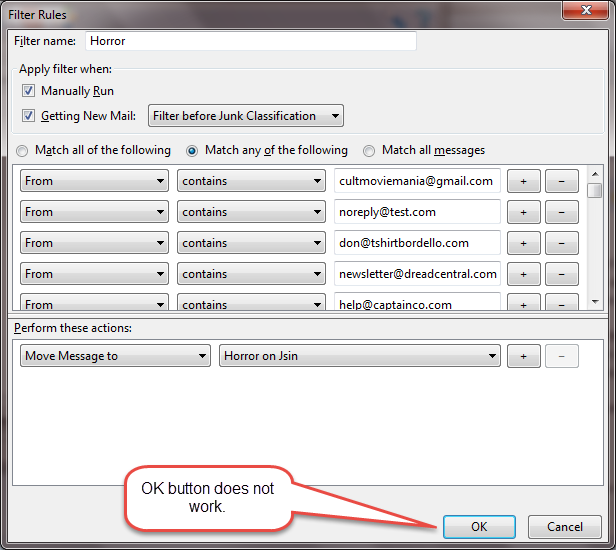 Filter Rules
Filter name: Horror
Apply filter when:
Manually Run
Getting New Mail: Filter before Junk Classification
Match all of the following Match any of the following Match all messages
From contains cultmoviemania@gmail.com + -
From contains noreply@test.com + -
From contains don@tshirtbordello.com + -
From contains newsletter@dreadcentral.com + -
From contains help@captainco.com + -
Perform these actions:
Move Message to Horror on Jsin + -
OK button does not
work.
OK Cancel